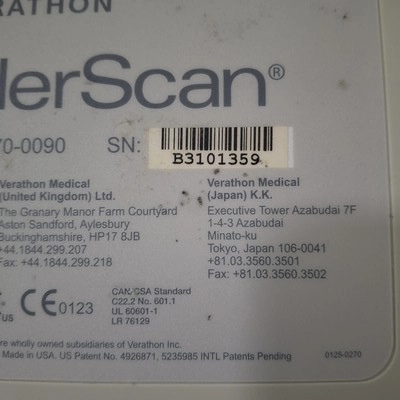 RATHON
derScan®
70-0090 SN:
B3101359
Verathon Medical
(United Kingdom) Ltd.
The Granary Manor Farm Courtyard
Aston Sandford, Aylesbury
Buckinghamshire, HP17 8JB
+44.1844.299.207
Fax: +44.1844.299.218
Verathon Medical
(Japan) K.K.
Executive Tower Azabudai 7F
1-4-3 Azabudai
Minato-ku
Tokyo, Japan 106-0041
+81.03.3560.3501
Fax: +81.03.3560.3502
us
CE0123
CAN/CSA Standard
C22.2 No. 601.1
UL 60601-1
LR 76129
re wholly owned subsidiaries of Verathon Inc.
Made in USA. US Patent No. 4926871, 5235985 INTL Patents Pending
0125-0270